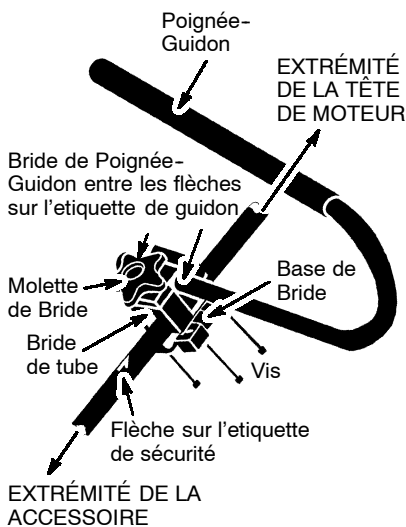 Poignée-
Guidon
EXTRÉMITÉ
DE LA TÊTE
DE MOTEUR
Bride de Poignée-
Guidon entre les flèches
sur l'etiquette de guidon
Molette
de Bride
Base de
Bride
Bride
de tube
Vis
Flèche sur l'etiquette
de sécurité
EXTRÉMITÉ DE LA
ACCESSOIRE